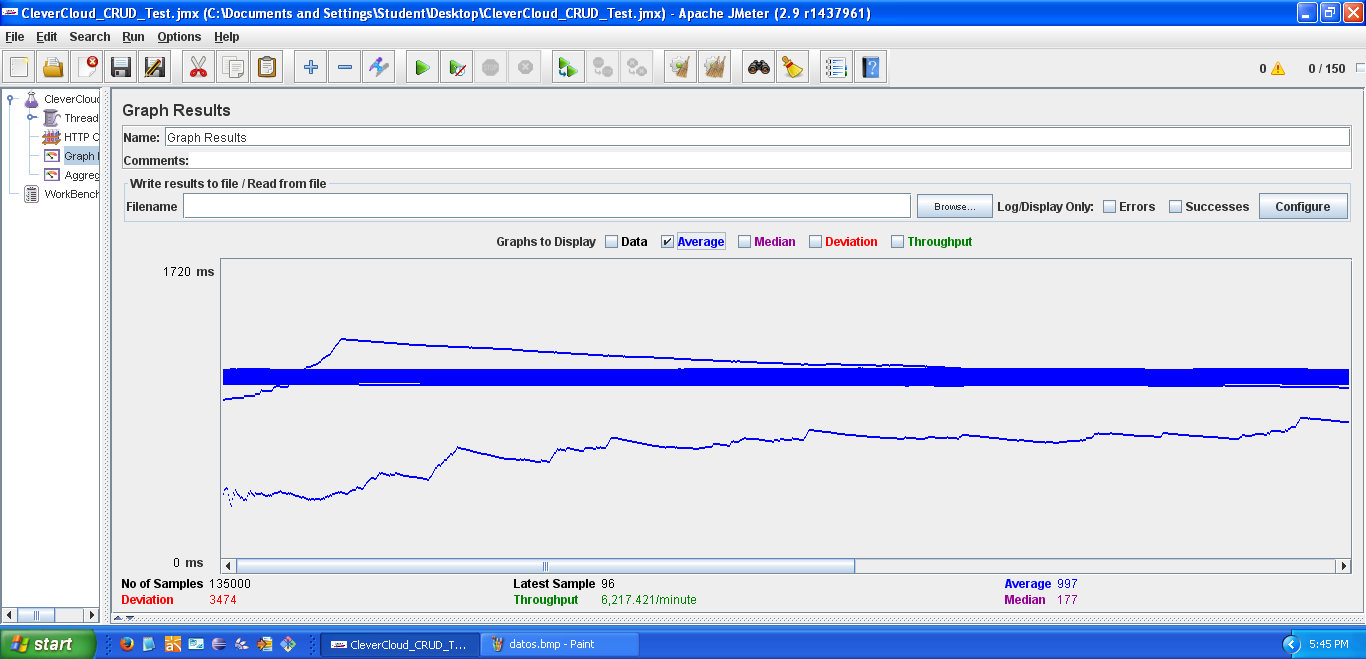 CleverCloud_CRUD_Test.jmx (C:\Documents and Settings\Student\Desktop\CleverCloud_CRUD_Test.jmx) - Apache JMeter (2.9 r1437961)
File Edit Search Run Options Help
0 0 / 150
CleverCloud
Thread
HTTP C
Graph
Aggreg
WorkBench
Graph Results
Name: Graph Results
Comments:
Write results to file / Read from file
Filename Browse... Log/Display Only: Errors Successes Configure
Graphs to Display Data Average Median Deviation Throughput
1720 ms
0 ms
No of Samples 135000 Latest Sample 96 Average 997
Deviation 3474 Throughput 6,217.421/minute Median 177
start CleverCloud_CRUD_T... datos.bmp - Paint 5:45 PM